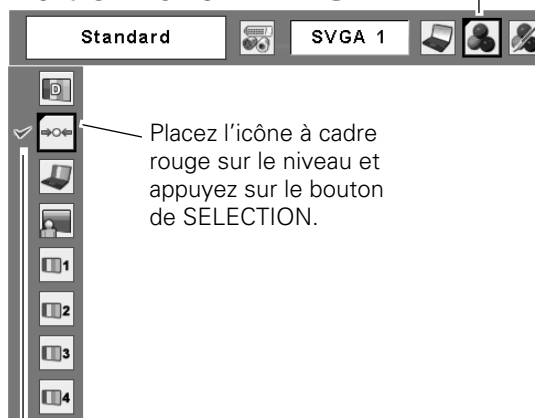 Standard SVGA 1
D
Placez l’icône à cadre
rouge sur le niveau et
appuyez sur le bouton
de SELECTION.
1
2
3
4